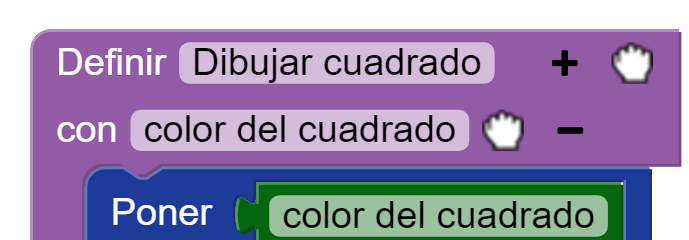 Definir Dibujar cuadrado +
con color del cuadrado −
Poner color del cuadrado